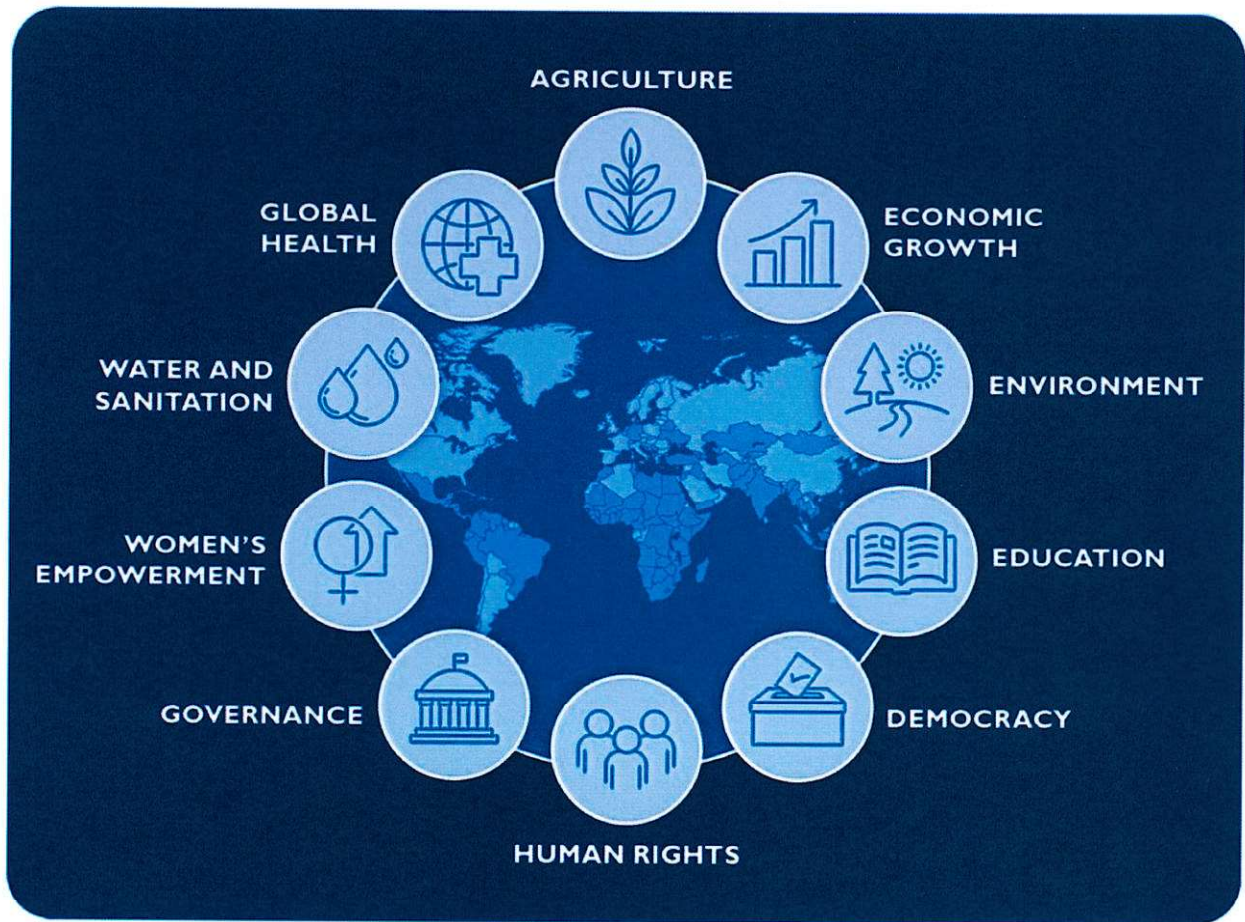 AGRICULTURE
ECONOMIC
GROWTH
ENVIRONMENT
EDUCATION
DEMOCRACY
HUMAN RIGHTS
GOVERNANCE
WOMEN'S
EMPOWERMENT
WATER AND
SANITATION
GLOBAL
HEALTH